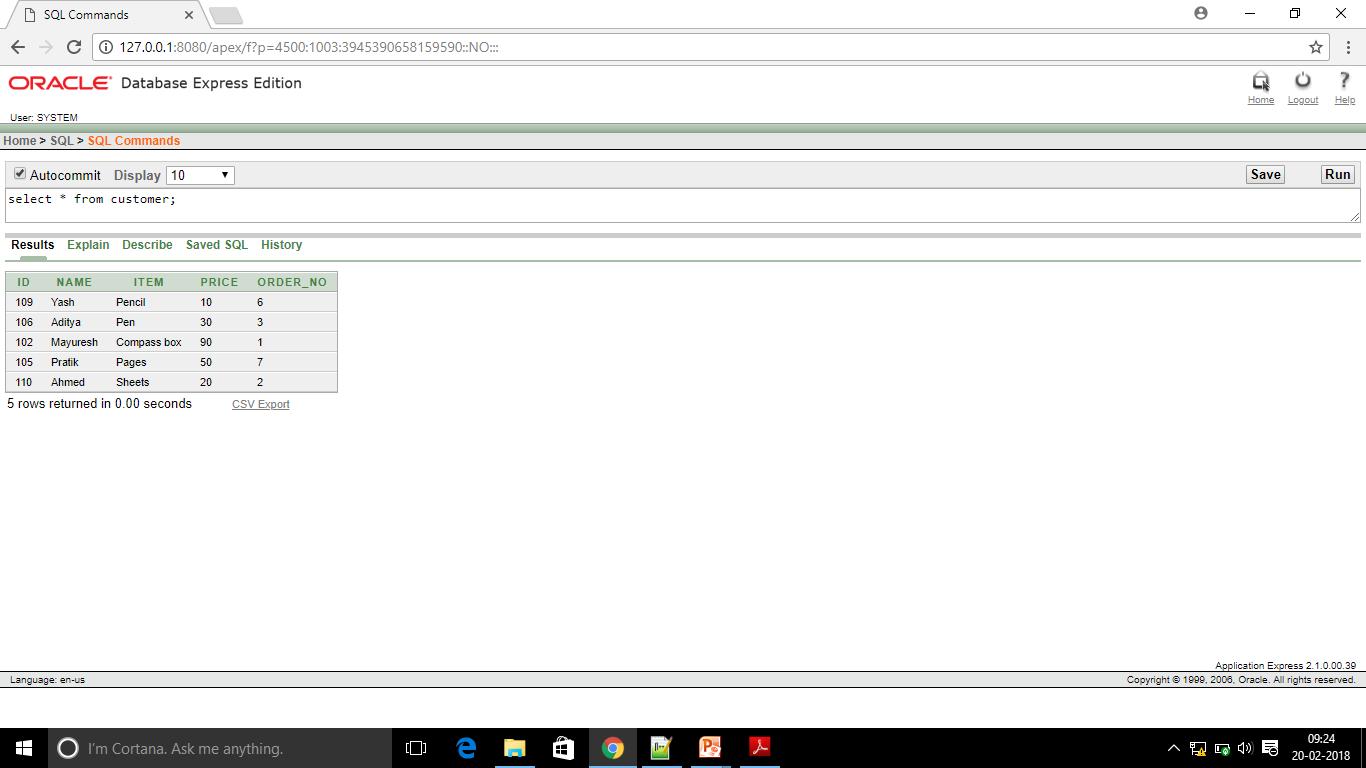 SQL Commands
127.0.0.1:8080/apex/f?p=4500:1003:3945390658159590::NO:::
ORACLE Database Express Edition
Home Logout Help
User: SYSTEM
Home > SQL > SQL Commands
Autocommit Display 10 Save Run
select * from customer;
Results Explain Describe Saved SQL History
ID NAME ITEM PRICE ORDER_NO
109 Yash Pencil 10 6
106 Aditya Pen 30 3
102 Mayuresh Compass box 90 1
105 Pratik Pages 50 7
110 Ahmed Sheets 20 2
5 rows returned in 0.00 seconds CSV Export
Application Express 2.1.0.00.39
Language: en-us Copyright © 1999, 2006, Oracle. All rights reserved.
I'm Cortana. Ask me anything.
09:24
20-02-2018